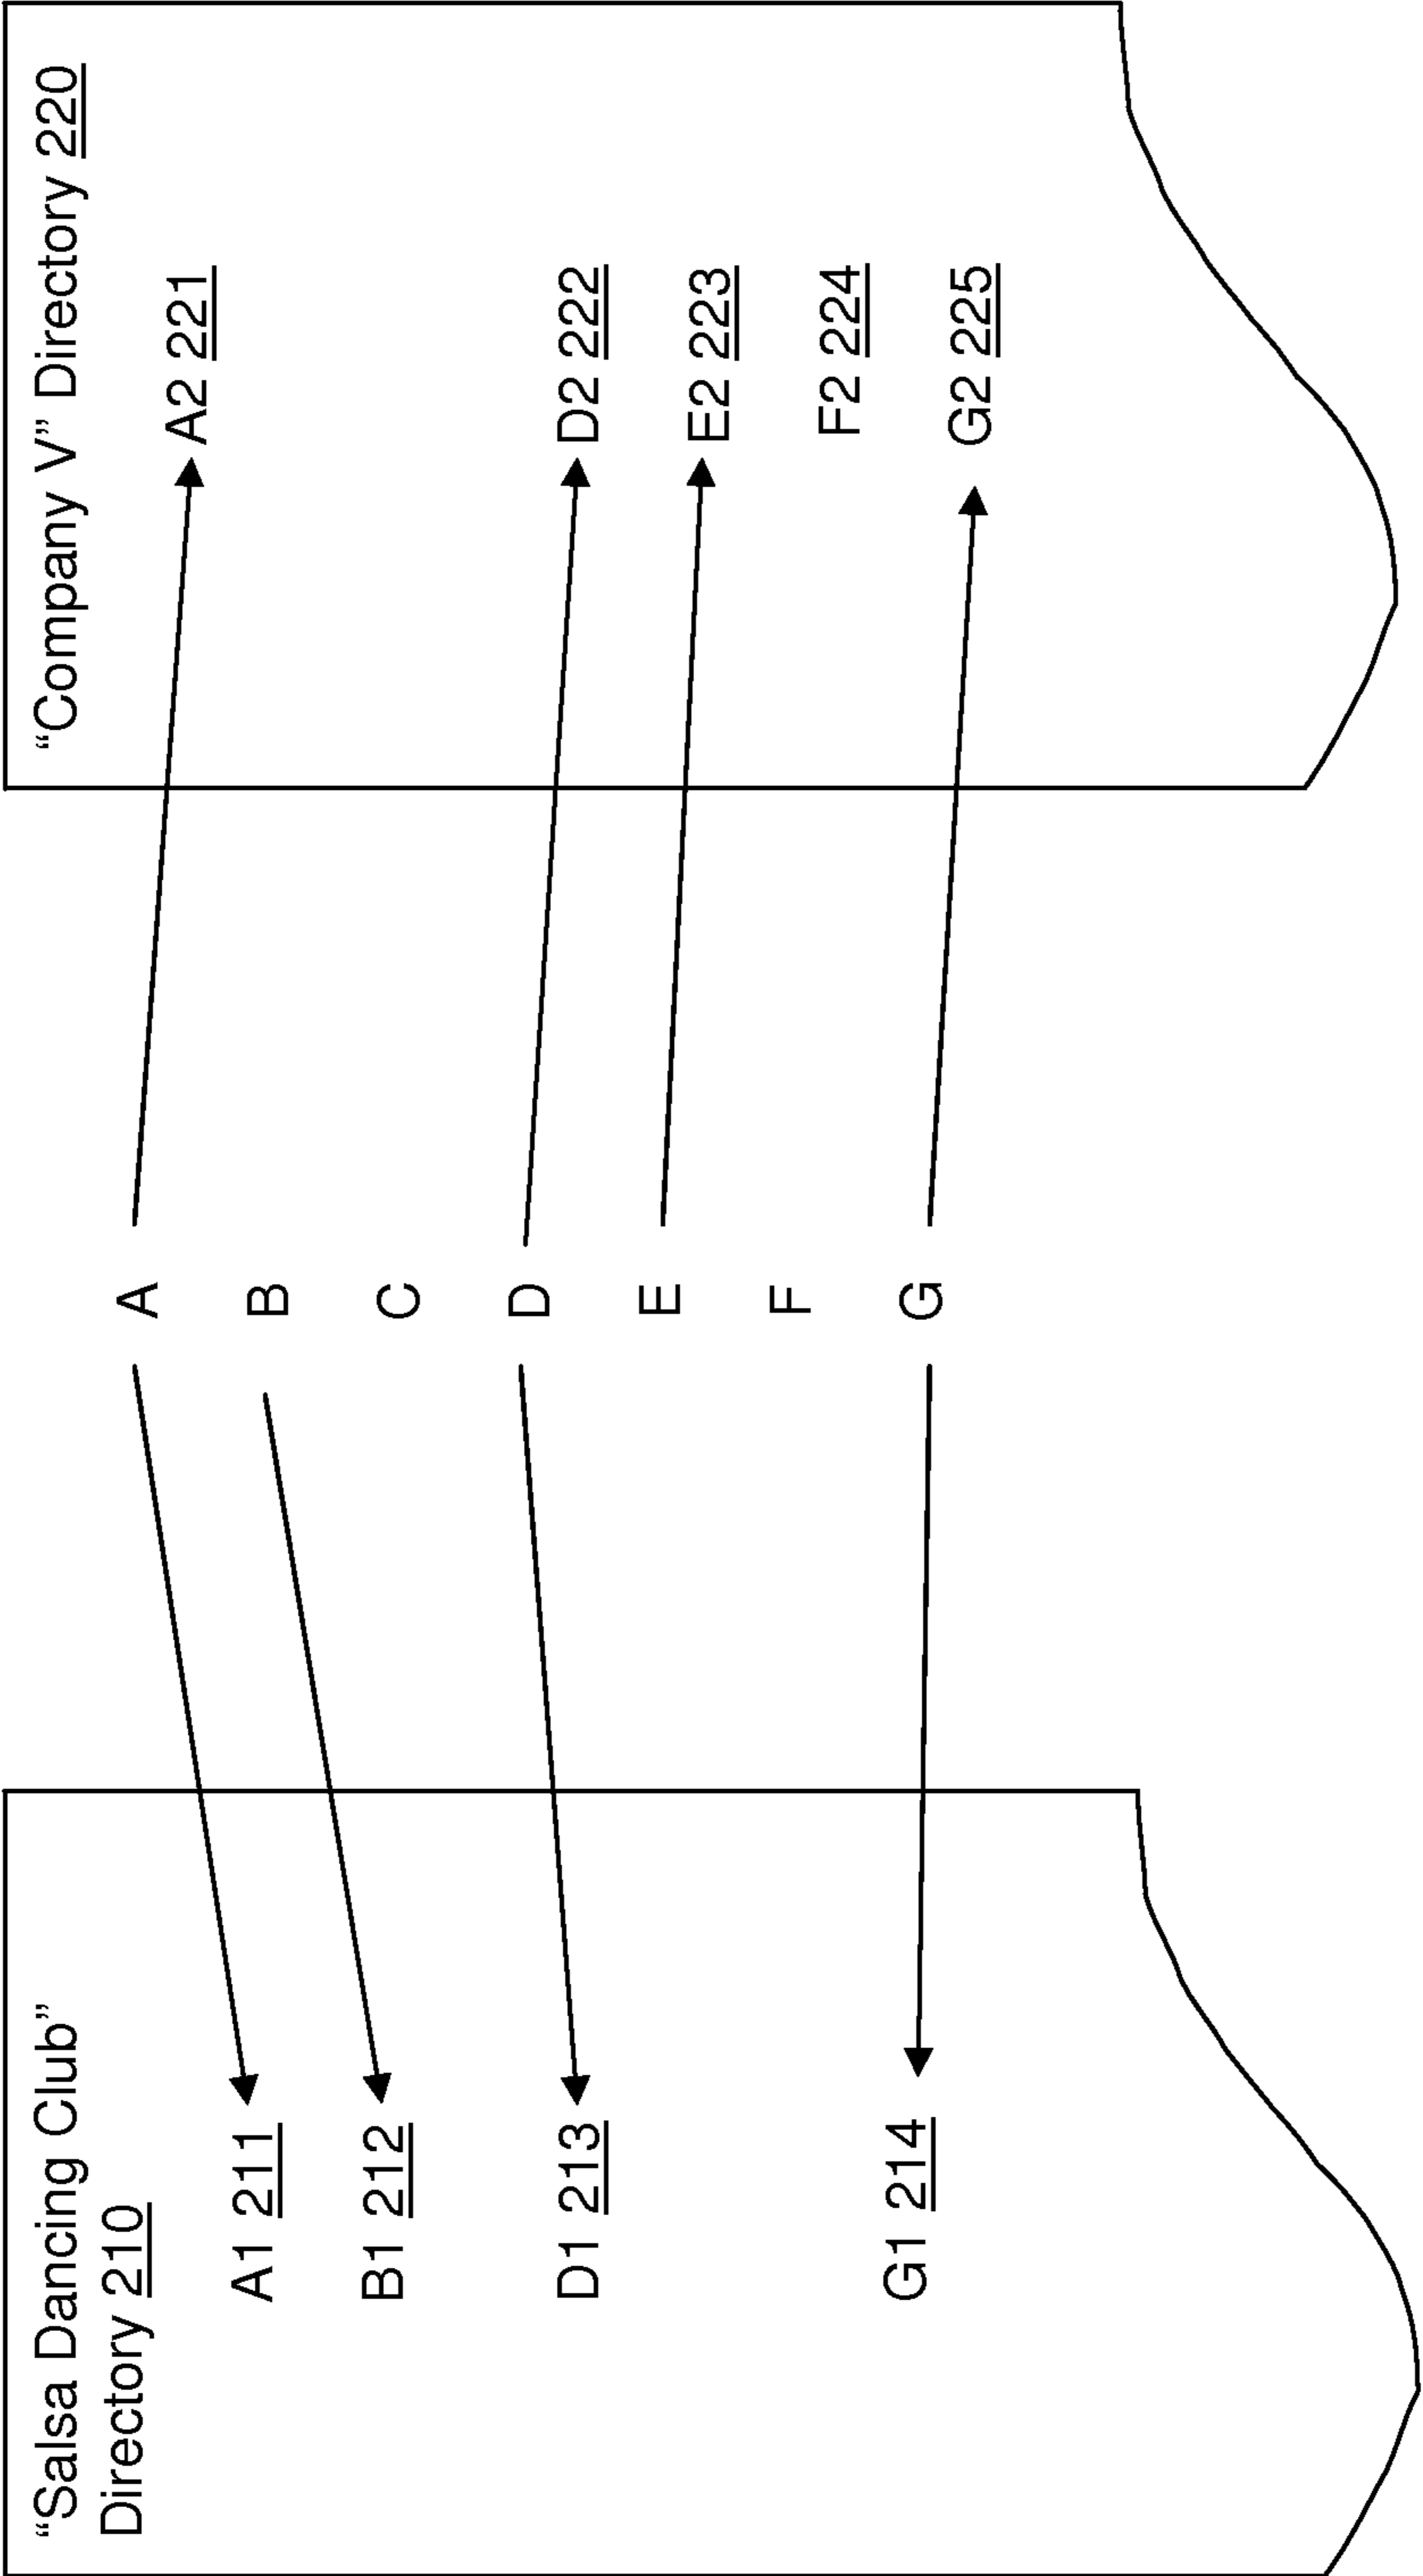 “Salsa Dancing Club”
Directory 210
A1 211
B1 212
D1 213
G1 214
A
B
C
D
E
F
G
“Company V” Directory 220
A2 221
D2 222
E2 223
F2 224
G2 225